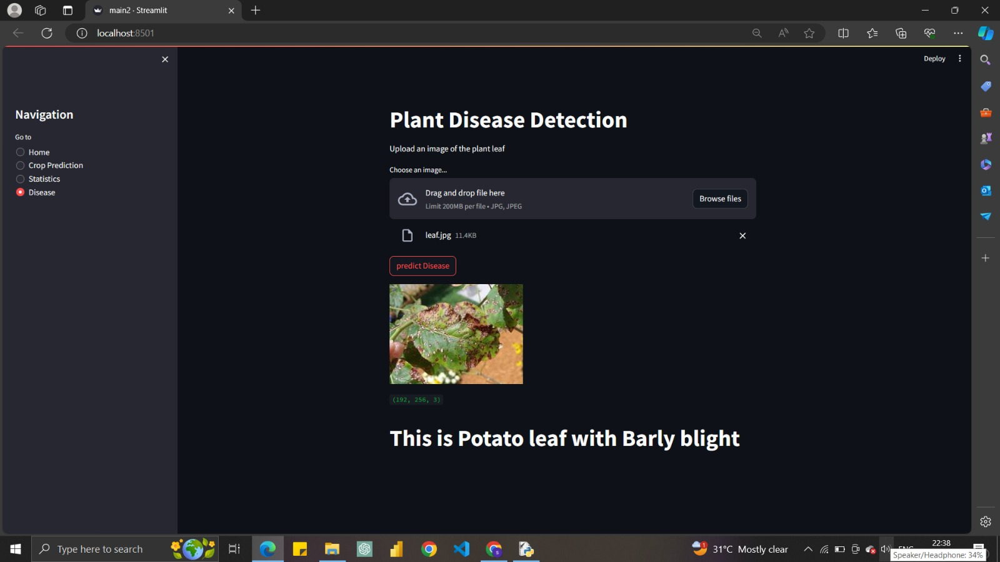 main2 · Streamlit
localhost:8501
Deploy
Navigation
Go to
Home
Crop Prediction
Statistics
Disease
Plant Disease Detection
Upload an image of the plant leaf
Choose an image...
Drag and drop file here
Limit 200MB per file • JPG, JPEG
Browse files
leaf.jpg 11.4KB
predict Disease
(192, 256, 3)
This is Potato leaf with Barly blight
Type here to search
1
31°C Mostly clear
22:38
Speaker/Headphone: 34%